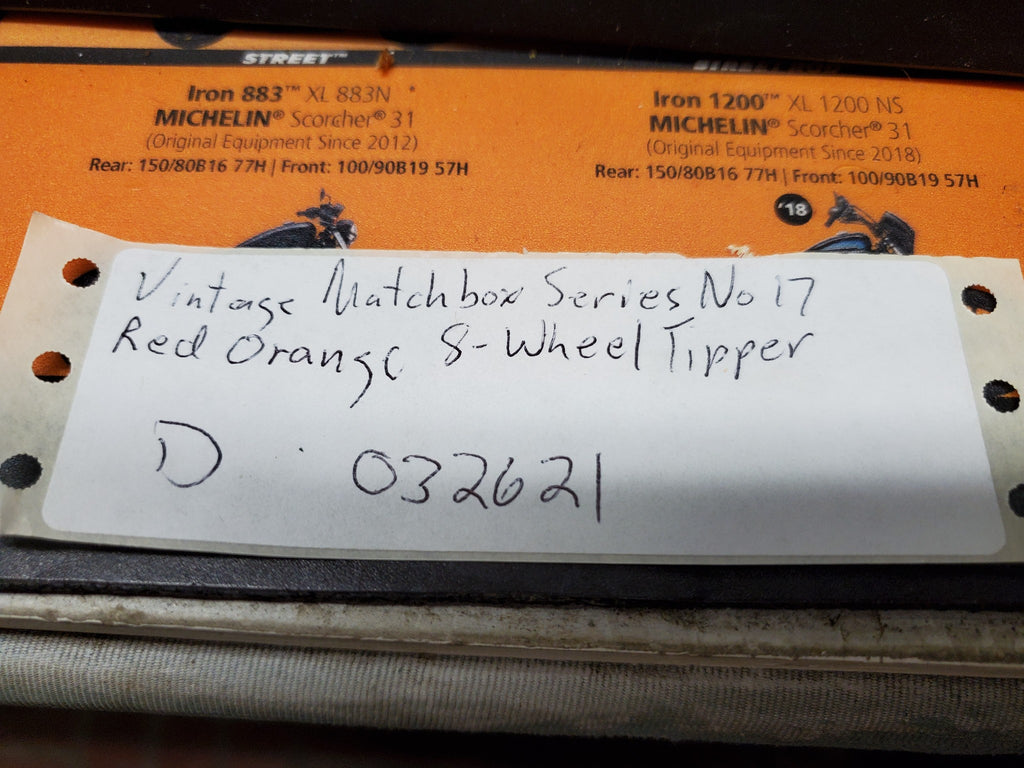 STREET™
Iron 883™ XL 883N *
MICHELIN® Scorcher® 31
(Original Equipment Since 2012)
Rear: 150/80B16 77H | Front: 100/90B19 57H
Iron 1200™ XL 1200 NS
MICHELIN® Scorcher® 31
(Original Equipment Since 2018)
Rear: 150/80B16 77H | Front: 100/90B19 57H
'18
Vintage Matchbox Series No 17
Red Orange 8-Wheel Tipper
D 032621